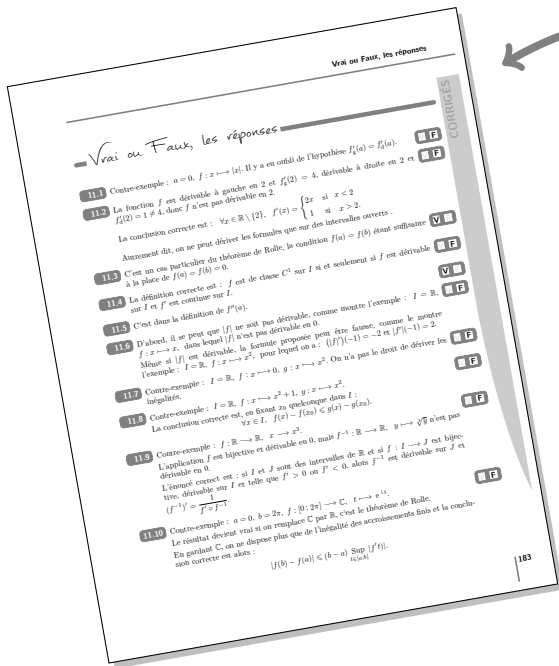 Vrai ou Faux, les réponses
CORRIGÉS
Vrai ou Faux, les réponses
11.1 Contre-exemple : a = 0, f : x ⟼ |x|. Il y a eu oubli de l'hypothèse f′g(a) = f′d(a). F
11.2 La fonction f est dérivable à gauche en 2 et f′g(2) = 4, dérivable à droite en 2 et F
f′d(2) = 1 ≠ 4, donc f n'est pas dérivable en 2.
La conclusion correcte est : ∀x ∈ ℝ \ {2}, f′(x) = { 2x si x < 2
1 si x > 2.
Autrement dit, on ne peut dériver les formules que sur des intervalles ouverts .
11.3 C'est un cas particulier du théorème de Rolle, la condition f(a) = f(b) étant suffisante V
à la place de f(a) = f(b) = 0.
11.4 La définition correcte est : f est de classe C¹ sur I si et seulement si f est dérivable F
sur I et f′ est continue sur I.
11.5 C'est dans la définition de f″(a). V
11.6 D'abord, il se peut que |f| ne soit pas dérivable, comme montre l'exemple : I = ℝ, F
f : x ⟼ x, dans lequel |f| n'est pas dérivable en 0.
Même si |f| est dérivable, la formule proposée peut être fausse, comme le montre
l'exemple : I = ℝ, f : x ⟼ x², pour lequel on a : (|f|′)(−1) = −2 et |f′|(−1) = 2.
11.7 Contre-exemple : I = ℝ, f : x ⟼ 0, g : x ⟼ x². On n'a pas le droit de dériver les F
inégalités.
11.8 Contre-exemple : I = ℝ, f : x ⟼ x² + 1, g : x ⟼ x². F
La conclusion correcte est, en fixant x₀ quelconque dans I :
∀x ∈ I, f(x) − f(x₀) ⩽ g(x) − g(x₀).
11.9 Contre-exemple : f : ℝ ⟶ ℝ, x ⟼ x³. F
L'application f est bijective et dérivable en 0, mais f⁻¹ : ℝ ⟶ ℝ, y ⟼ ∛y n'est pas
dérivable en 0.
L'énoncé correct est : si I et J sont des intervalles de ℝ et si f : I ⟶ J est bijec-
tive, dérivable sur I et telle que f′ > 0 ou f′ < 0, alors f⁻¹ est dérivable sur J et
(f⁻¹)′ = 1 / (f′ ∘ f⁻¹).
11.10 Contre-exemple : a = 0, b = 2π, f : [0 ; 2π] ⟶ ℂ, t ⟼ e^{it}. F
Le résultat devient vrai si on remplace ℂ par ℝ, c'est le théorème de Rolle.
En gardant ℂ, on ne dispose plus que de l'inégalité des accroissements finis et la conclu-
sion correcte est alors :
|f(b) − f(a)| ⩽ (b − a) Sup t∈[a;b] |f′t)|.
183